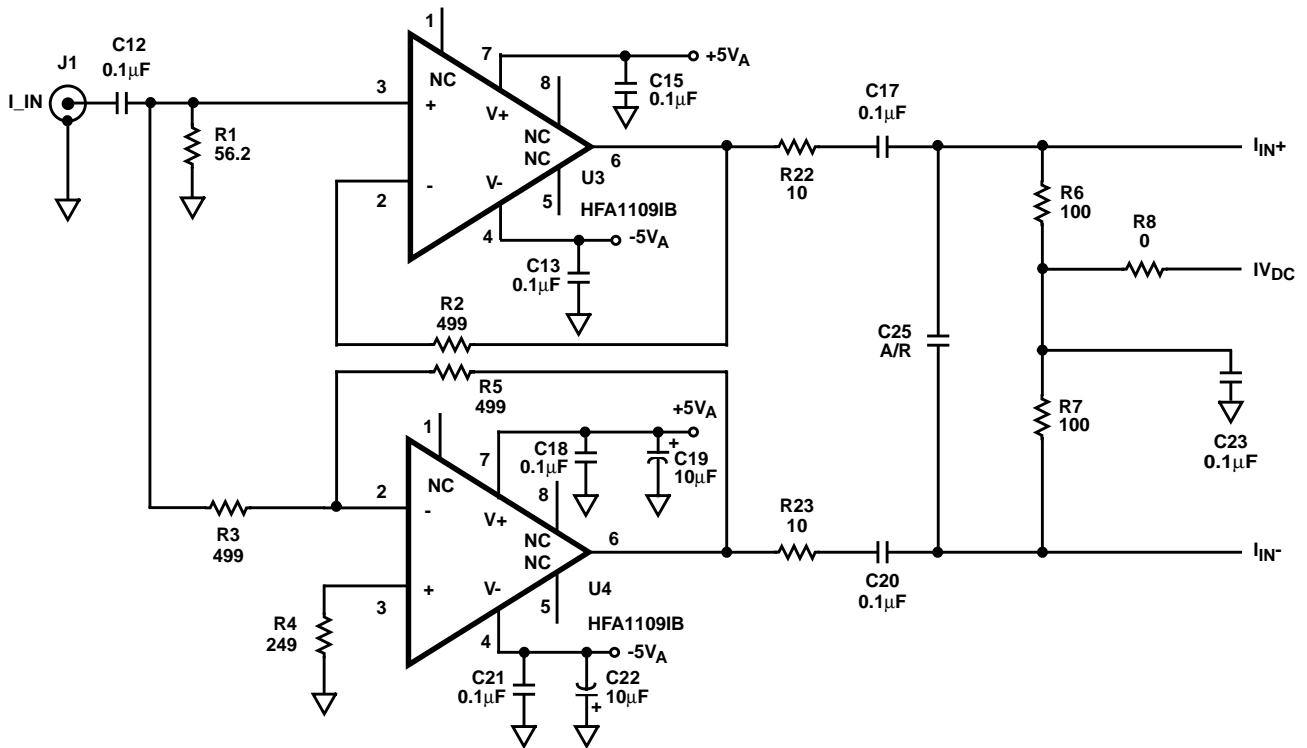 1
C12
0.1µF
J1
I_IN
3
+
NC
7
V+
+5V_A
C15
0.1µF
8
NC
NC
6
U3
R1
56.2
2
-
V-
5
HFA1109IB
4
-5V_A
C13
0.1µF
C17
0.1µF
R22
10
I_IN+
R6
100
R8
0
IV_DC
R2
499
C25
A/R
R5
499
R7
100
C23
0.1µF
1
+5V_A
7
C18
0.1µF
+
C19
10µF
NC
2
-
V+
8
NC
NC
6
R23
10
I_IN-
C20
0.1µF
R3
499
+
3
V-
5
U4
HFA1109IB
R4
249
4
-5V_A
C21
0.1µF
C22
10µF
+